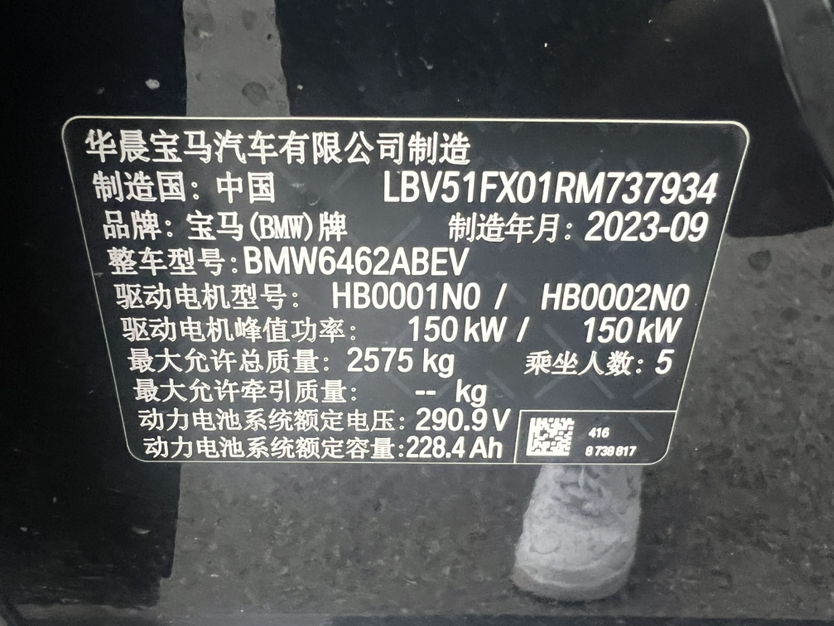 华晨宝马汽车有限公司制造
制造国: 中国 LBV51FX01RM737934
品牌: 宝马(BMW)牌 制造年月: 2023-09
整车型号: BMW6462ABEV
驱动电机型号: HB0001N0 / HB0002N0
驱动电机峰值功率: 150 kW / 150 kW
最大允许总质量: 2575 kg 乘坐人数: 5
最大允许牵引质量: -- kg
动力电池系统额定电压: 290.9 V
动力电池系统额定容量: 228.4 Ah
416
8 738 817